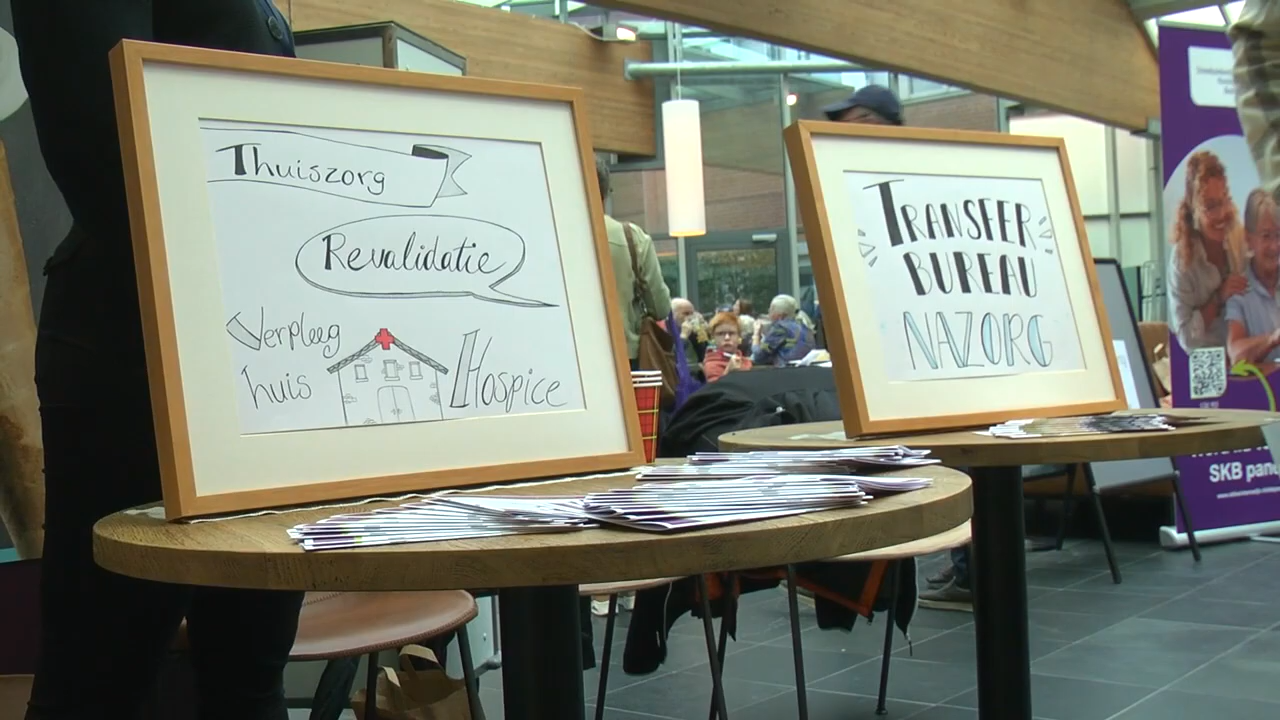 Thuiszorg
Revalidatie
Verpleeg
huis
Hospice
TRANSFER
BUREAU
NAZORG
SKB